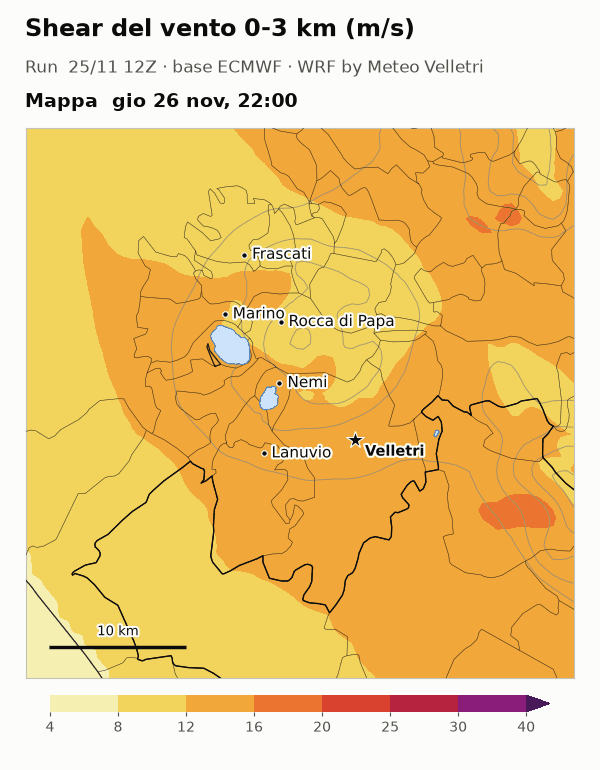 Shear del vento 0-3 km (m/s)
Run  25/11 12Z · base ECMWF · WRF by Meteo Velletri
Mappa  gio 26 nov, 22:00
Frascati
Marino
Rocca di Papa
Nemi
Velletri
Lanuvio
10 km
4 8 12 16 20 25 30 40